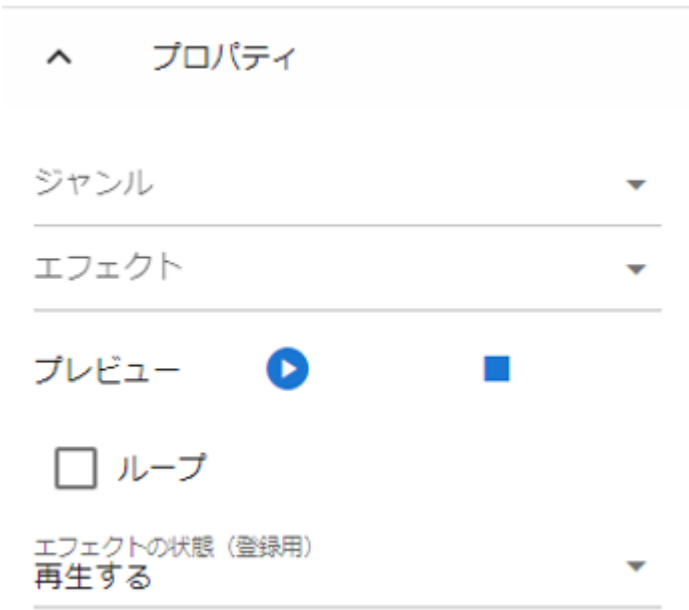 プロパティ
ジャンル
エフェクト
プレビュー
ループ
エフェクトの状態（登録用）
再生する